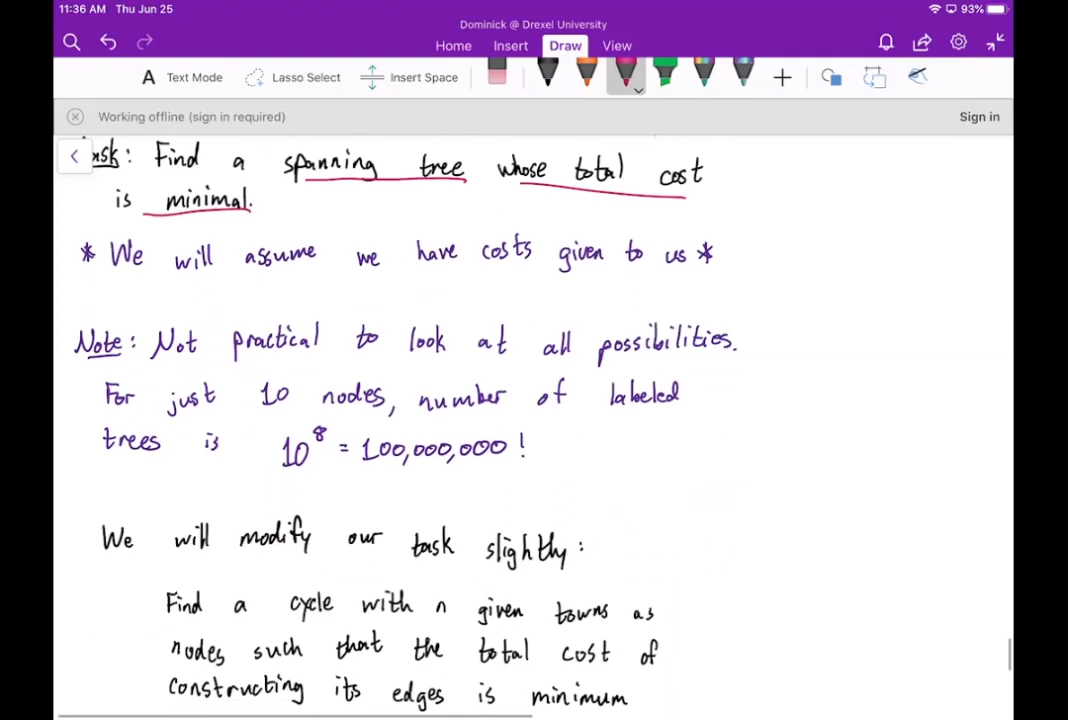 11:36 AM Thu Jun 25
93%
Dominick @ Drexel University
Home Insert Draw View
Text Mode Lasso Select Insert Space
Working offline (sign in required) Sign in
Find a spanning tree whose total cost
is minimal.
* We will assume we have costs given to us *
Note: Not practical to look at all possibilities.
For just 10 nodes, number of labeled
trees is 10⁸ = 100,000,000!
We will modify our task slightly:
Find a cycle with n given towns as
nodes such that the total cost of
constructing its edges is minimum